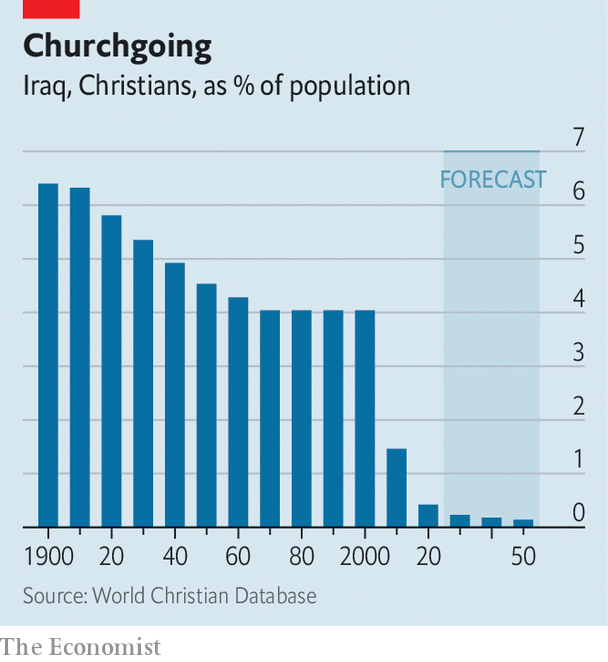 Churchgoing
Iraq, Christians, as % of population
7
FORECAST
6
5
4
3
2
1
0
1900 20 40 60 80 2000 20 50
Source: World Christian Database
The Economist